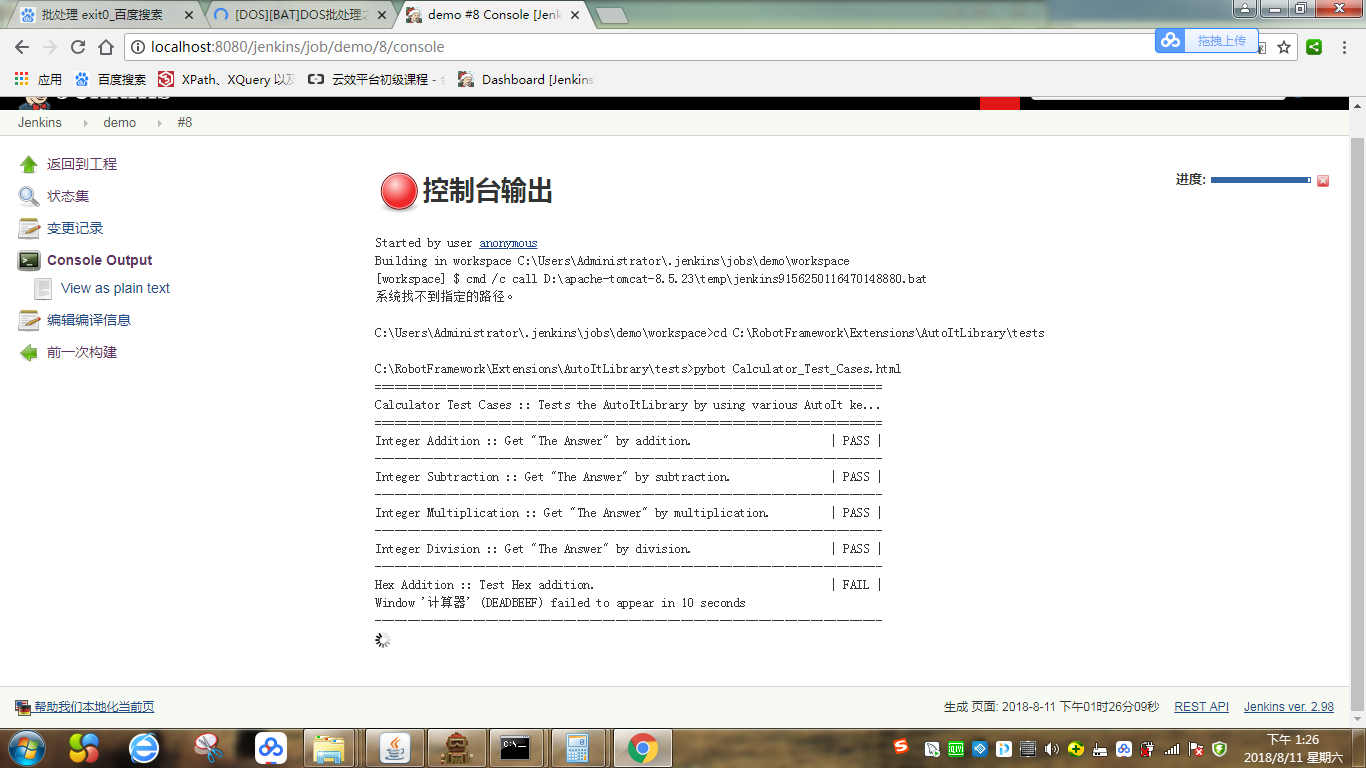 批处理 exit0_百度搜索
[DOS][BAT]DOS批处理之
demo #8 Console [Jenk
localhost:8080/jenkins/job/demo/8/console
拖拽上传
应用
百度搜索
XPath、XQuery 以及
云效平台初级课程 -
Dashboard [Jenkins
Jenkins
demo
#8
返回到工程
状态集
变更记录
Console Output
View as plain text
编辑编译信息
前一次构建
控制台输出
进度:
Started by user anonymous
Building in workspace C:\Users\Administrator\.jenkins\jobs\demo\workspace
[workspace] $ cmd /c call D:\apache-tomcat-8.5.23\temp\jenkins9156250116470148880.bat
系统找不到指定的路径。
C:\Users\Administrator\.jenkins\jobs\demo\workspace>cd C:\RobotFramework\Extensions\AutoItLibrary\tests
C:\RobotFramework\Extensions\AutoItLibrary\tests>pybot Calculator_Test_Cases.html
==============================================================================
Calculator Test Cases :: Tests the AutoItLibrary by using various AutoIt ke...
==============================================================================
Integer Addition :: Get "The Answer" by addition. | PASS |
------------------------------------------------------------------------------
Integer Subtraction :: Get "The Answer" by subtraction. | PASS |
------------------------------------------------------------------------------
Integer Multiplication :: Get "The Answer" by multiplication. | PASS |
------------------------------------------------------------------------------
Integer Division :: Get "The Answer" by division. | PASS |
------------------------------------------------------------------------------
Hex Addition :: Test Hex addition. | FAIL |
Window '计算器' (DEADBEEF) failed to appear in 10 seconds
------------------------------------------------------------------------------
帮助我们本地化当前页
生成 页面: 2018-8-11 下午01时26分09秒
REST API
Jenkins ver. 2.98
下午 1:26
2018/8/11 星期六